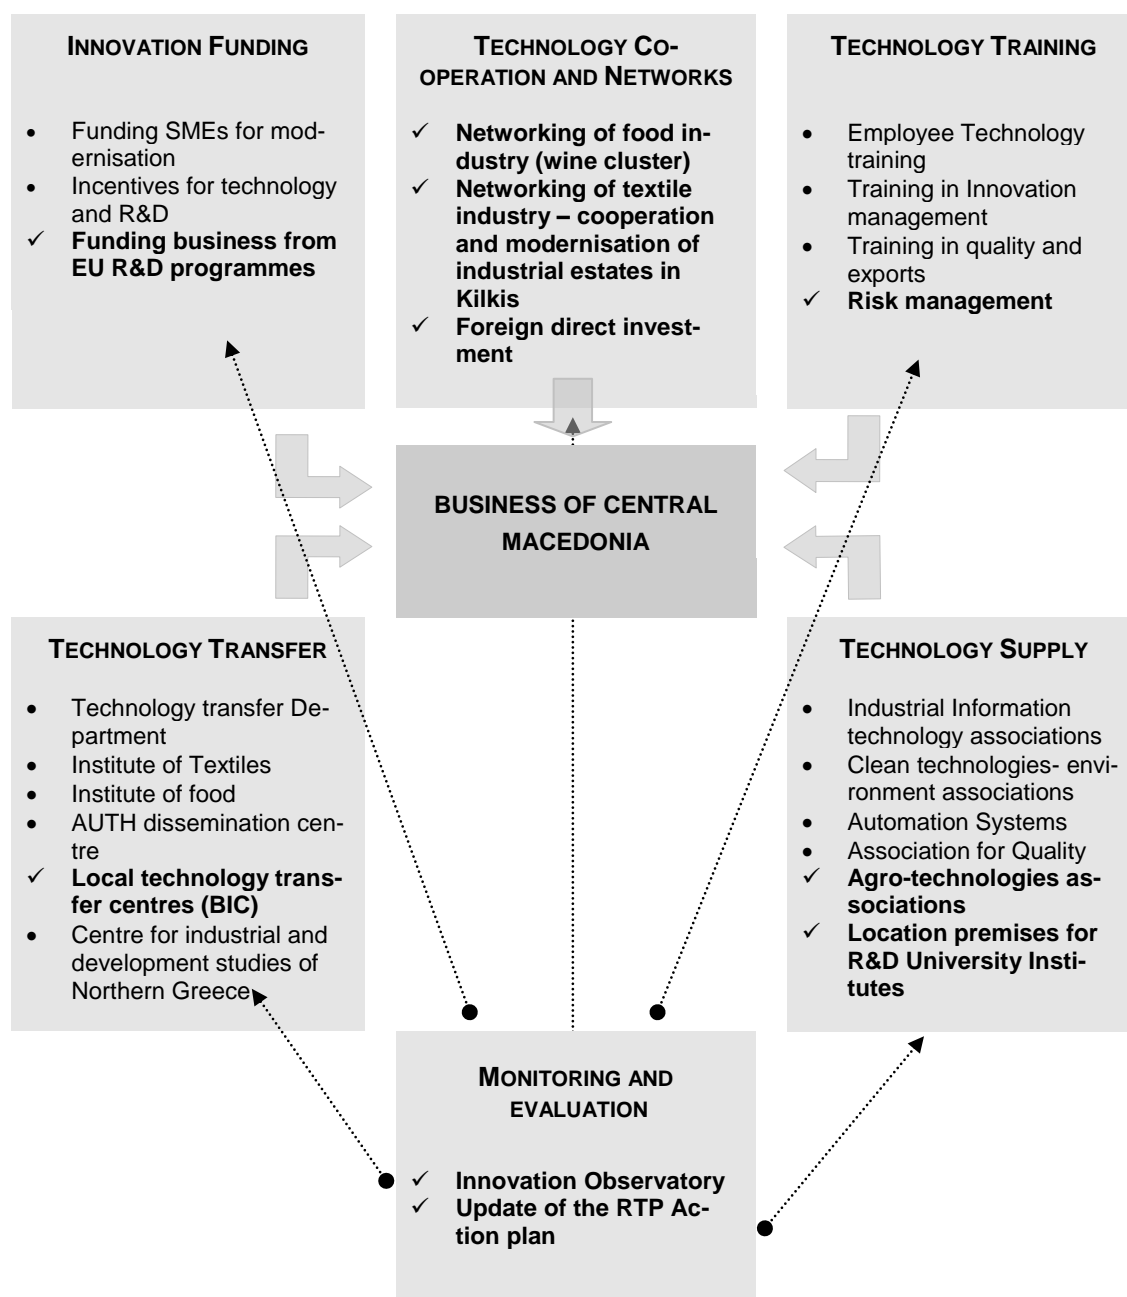 INNOVATION FUNDING
• Funding SMEs for mod-
ernisation
• Incentives for technology
and R&D
✓ Funding business from
EU R&D programmes
TECHNOLOGY CO-
OPERATION AND NETWORKS
✓ Networking of food in-
dustry (wine cluster)
✓ Networking of textile
industry – cooperation
and modernisation of
industrial estates in
Kilkis
✓ Foreign direct invest-
ment
TECHNOLOGY TRAINING
• Employee Technology
training
• Training in Innovation
management
• Training in quality and
exports
✓ Risk management
BUSINESS OF CENTRAL
MACEDONIA
TECHNOLOGY TRANSFER
• Technology transfer De-
partment
• Institute of Textiles
• Institute of food
• AUTH dissemination cen-
tre
✓ Local technology trans-
fer centres (BIC)
• Centre for industrial and
development studies of
Northern Greece
TECHNOLOGY SUPPLY
• Industrial Information
technology associations
• Clean technologies- envi-
ronment associations
• Automation Systems
• Association for Quality
✓ Agro-technologies as-
sociations
✓ Location premises for
R&D University Insti-
tutes
MONITORING AND
EVALUATION
✓ Innovation Observatory
✓ Update of the RTP Ac-
tion plan